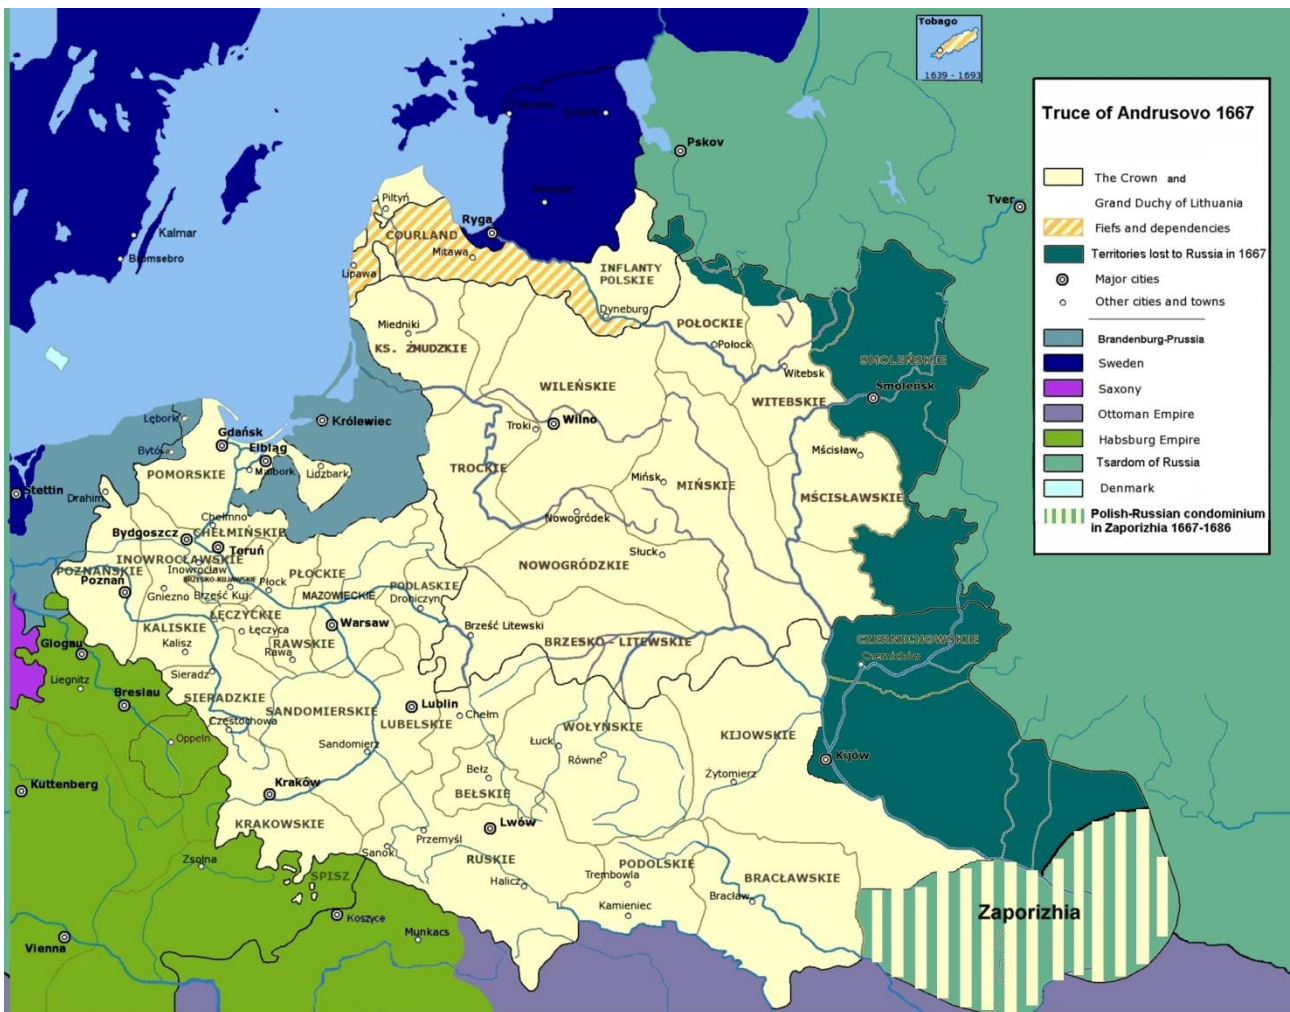 Tobago
1639 - 1693
Truce of Andrusovo 1667
The Crown and
Grand Duchy of Lithuania
Fiefs and dependencies
Territories lost to Russia in 1667
Major cities
Other cities and towns
Brandenburg-Prussia
Sweden
Saxony
Ottoman Empire
Habsburg Empire
Tsardom of Russia
Denmark
Polish-Russian condominium
in Zaporizhia 1667-1686
Pskov
Tver
Kalmar
Bromsebro
Piltyń
Ryga
COURLAND
Mitawa
Lipawa
INFLANTY
POLSKIE
Dyneburg
Miedniki
KS. ŻMUDZKIE
POŁOCKIE
Połock
Witebsk
SMOLEŃSKIE
Smoleńsk
WILEŃSKIE
WITEBSKIE
Lębork
Królewiec
Troki
Wilno
Gdańsk
Bytów
Elbląg
Malbork
Lidzbark
POMORSKIE
TROCKIE
Mścisław
Mińsk
MIŃSKIE
MŚCISŁAWSKIE
Stettin
Drahim
Chełmno
Nowogródek
Bydgoszcz
CHEŁMIŃSKIE
Toruń
Słuck
INOWROCŁAWSKIE
Inowrocław
POZNAŃSKIE
Poznań
BRZESKO-KUJAWSKIE
PŁOCKIE
Płock
NOWOGRÓDZKIE
PODLASKIE
Gniezno
Brześć Kuj.
MAZOWIECKIE
Drohiczyn
ŁĘCZYCKIE
KALISKIE
Łęczyca
Warsaw
Brześć Litewski
BRZESKO - LITEWSKIE
CZERNICHOWSKIE
Czernichów
Glogau
Kalisz
RAWSKIE
Rawa
Sieradz
Liegnitz
Breslau
SIERADZKIE
SANDOMIERSKIE
Lublin
LUBELSKIE
Chełm
Częstochowa
WOŁYŃSKIE
KIJOWSKIE
Oppeln
Sandomierz
Łuck
Równe
Kijów
Bełz
Żytomierz
Kuttenberg
Kraków
BEŁSKIE
KRAKOWSKIE
Lwów
Przemyśl
Zsolna
Sanok
RUSKIE
PODOLSKIE
SPISZ
Halicz
Trembowla
BRACŁAWSKIE
Bracław
Koszyce
Kamieniec
Zaporizhia
Munkacs
Vienna